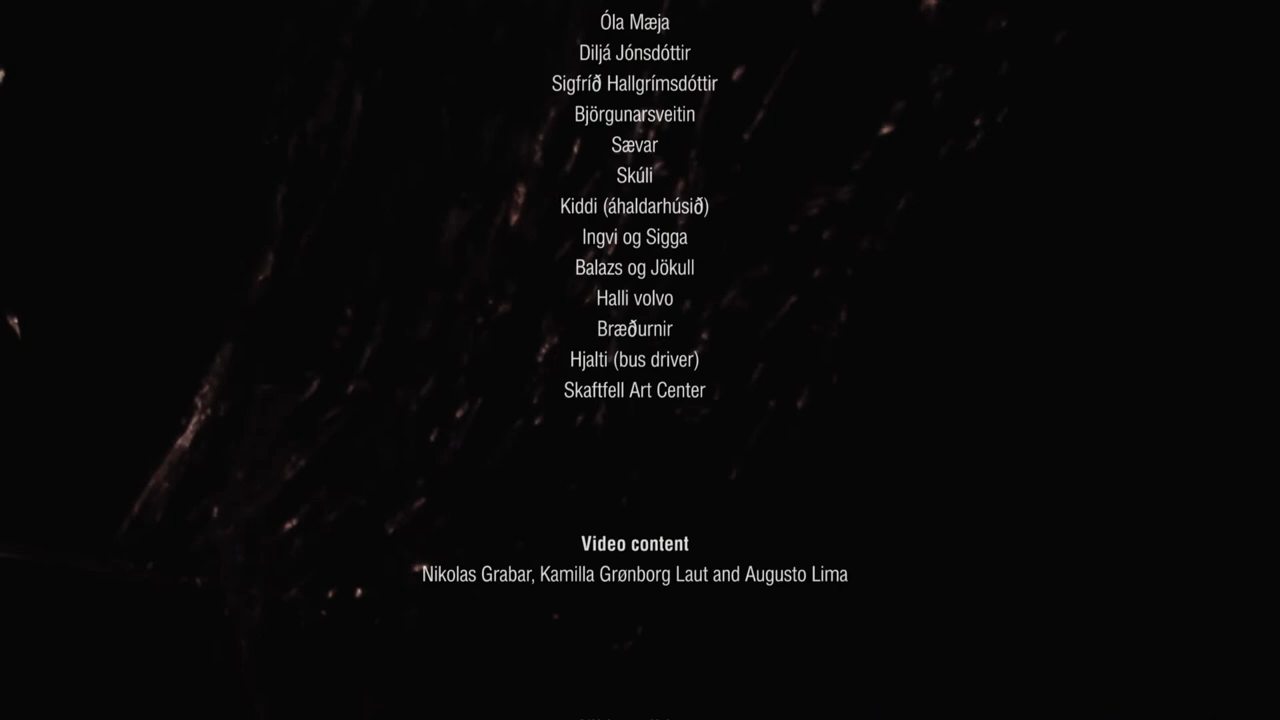 Óla Mæja
Diljá Jónsdóttir
Sigfríð Hallgrímsdóttir
Björgunarsveitin
Sævar
Skúli
Kiddi (áhaldarhúsið)
Ingvi og Sigga
Balazs og Jökull
Halli volvo
Bræðurnir
Hjalti (bus driver)
Skaftfell Art Center
Video content
Nikolas Grabar, Kamilla Grønborg Laut and Augusto Lima